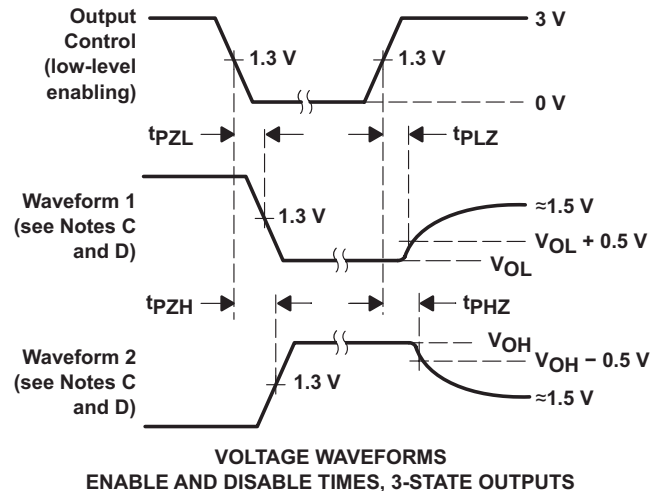 Output
Control
(low-level
enabling)
1.3 V
1.3 V
3 V
0 V
tPZL
tPLZ
Waveform 1
(see Notes C
and D)
1.3 V
≈1.5 V
VOL + 0.5 V
VOL
tPZH
tPHZ
Waveform 2
(see Notes C
and D)
1.3 V
VOH
VOH − 0.5 V
≈1.5 V
VOLTAGE WAVEFORMS
ENABLE AND DISABLE TIMES, 3-STATE OUTPUTS